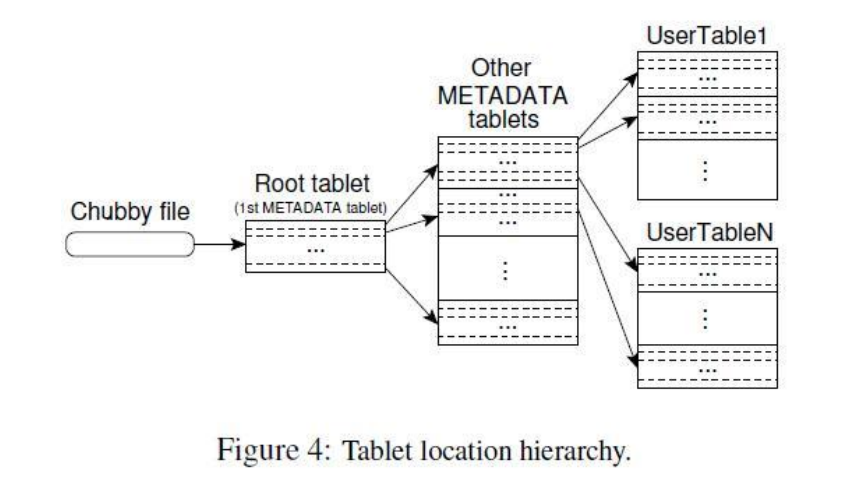 Chubby file
Root tablet
(1st METADATA tablet)
...
Other
METADATA
tablets
...
...
...
⋮
...
UserTable1
...
...
⋮
UserTableN
...
⋮
...
Figure 4: Tablet location hierarchy.